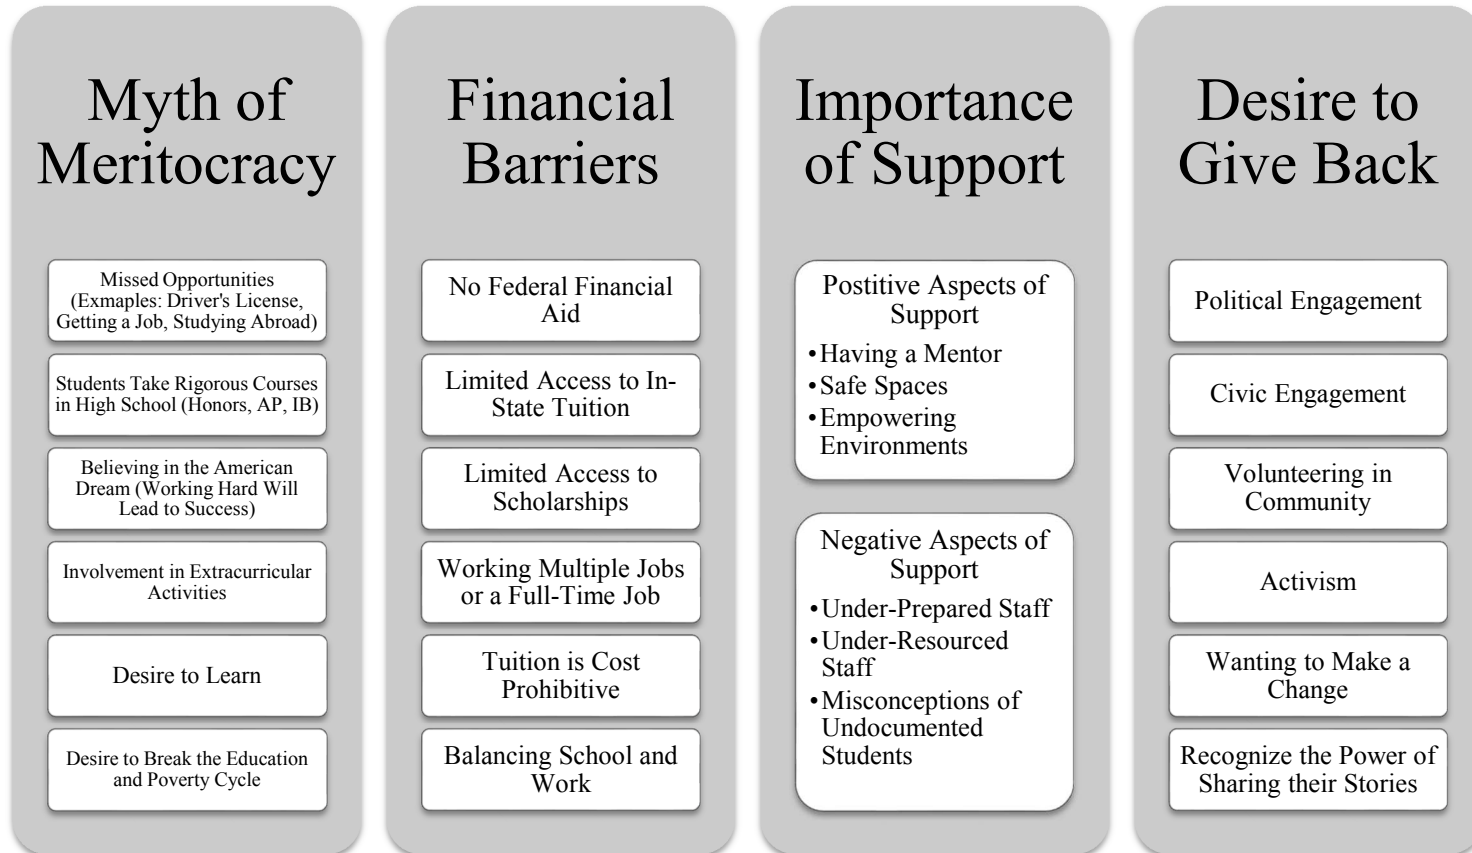 Myth of
Meritocracy
Missed Opportunities
(Exmaples: Driver's License,
Getting a Job, Studying Abroad)
Students Take Rigorous Courses
in High School (Honors, AP, IB)
Believing in the American
Dream (Working Hard Will
Lead to Success)
Involvement in Extracurricular
Activities
Desire to Learn
Desire to Break the Education
and Poverty Cycle
Financial
Barriers
No Federal Financial
Aid
Limited Access to In-
State Tuition
Limited Access to
Scholarships
Working Multiple Jobs
or a Full-Time Job
Tuition is Cost
Prohibitive
Balancing School and
Work
Importance
of Support
Postitive Aspects of
Support
•Having a Mentor
•Safe Spaces
•Empowering
Environments
Negative Aspects of
Support
•Under-Prepared Staff
•Under-Resourced
Staff
•Misconceptions of
Undocumented
Students
Desire to
Give Back
Political Engagement
Civic Engagement
Volunteering in
Community
Activism
Wanting to Make a
Change
Recognize the Power of
Sharing their Stories